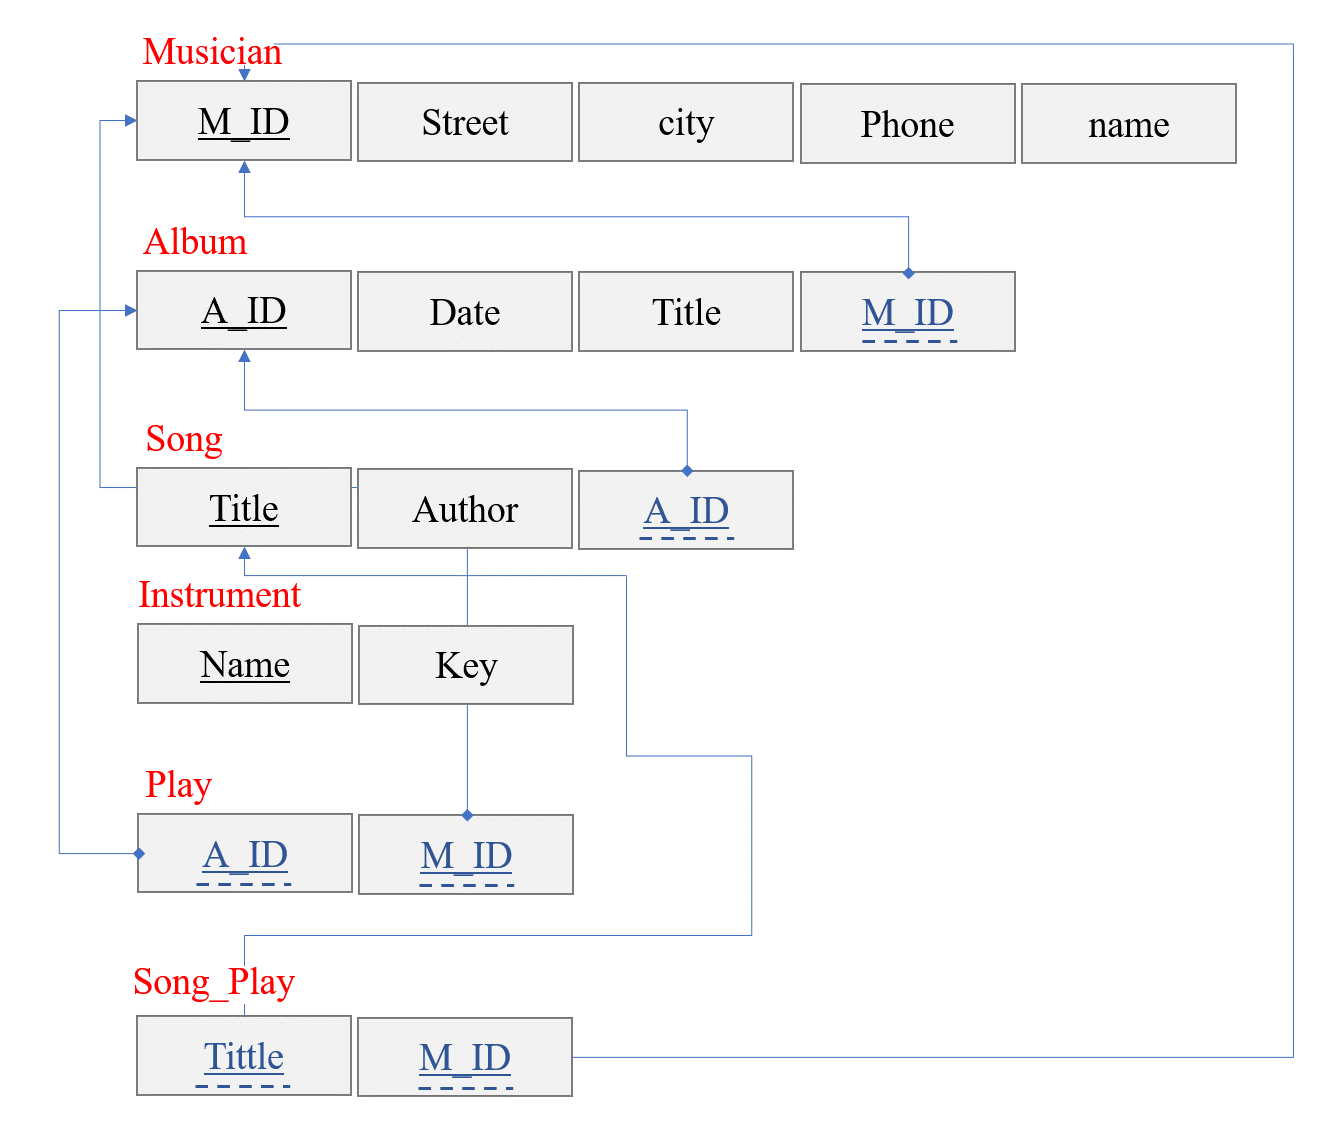 Musician
M_ID Street city Phone name
Album
A_ID Date Title M_ID
Song
Title Author A_ID
Instrument
Name Key
Play
A_ID M_ID
Song_Play
Tittle M_ID